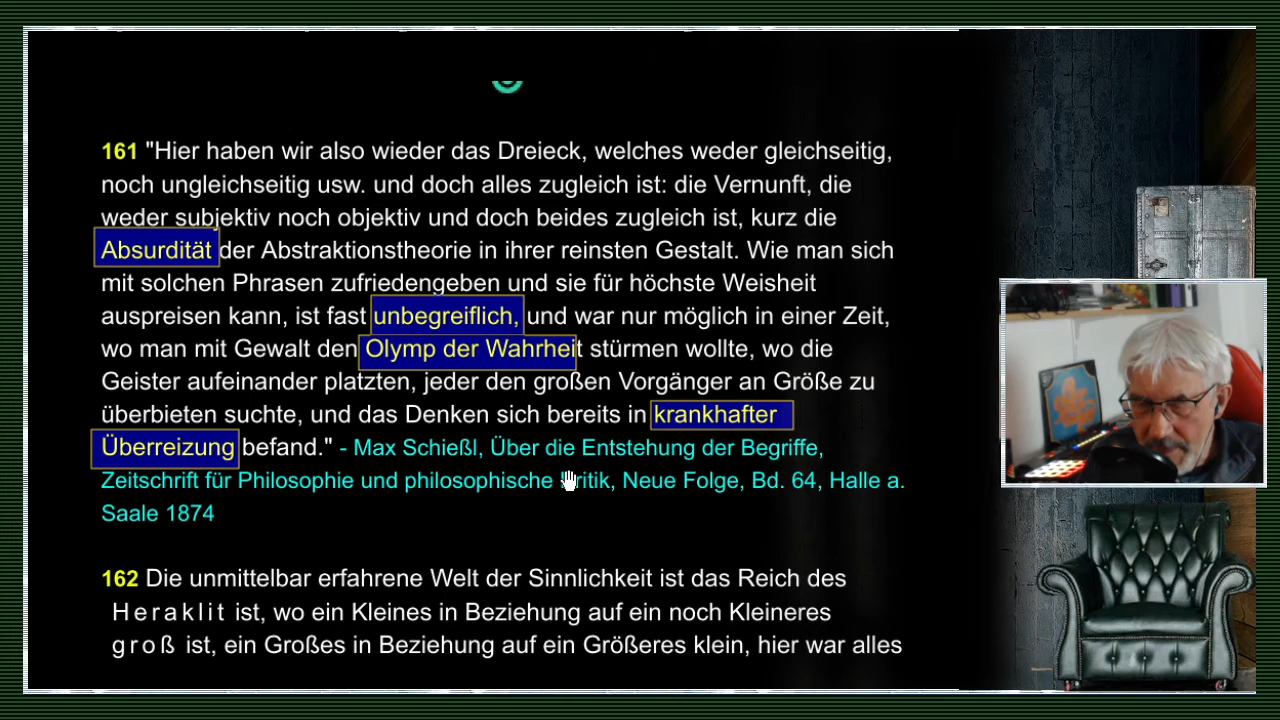 161 "Hier haben wir also wieder das Dreieck, welches weder gleichseitig,
noch ungleichseitig usw. und doch alles zugleich ist: die Vernunft, die
weder subjektiv noch objektiv und doch beides zugleich ist, kurz die
Absurdität der Abstraktionstheorie in ihrer reinsten Gestalt. Wie man sich
mit solchen Phrasen zufriedengeben und sie für höchste Weisheit
auspreisen kann, ist fast unbegreiflich, und war nur möglich in einer Zeit,
wo man mit Gewalt den Olymp der Wahrheit stürmen wollte, wo die
Geister aufeinander platzten, jeder den großen Vorgänger an Größe zu
überbieten suchte, und das Denken sich bereits in krankhafter
Überreizung befand." - Max Schießl, Über die Entstehung der Begriffe,
Zeitschrift für Philosophie und philosophische Kritik, Neue Folge, Bd. 64, Halle a.
Saale 1874
162 Die unmittelbar erfahrene Welt der Sinnlichkeit ist das Reich des
H e r a k l i t ist, wo ein Kleines in Beziehung auf ein noch Kleineres
g r o ß ist, ein Großes in Beziehung auf ein Größeres klein, hier war alles